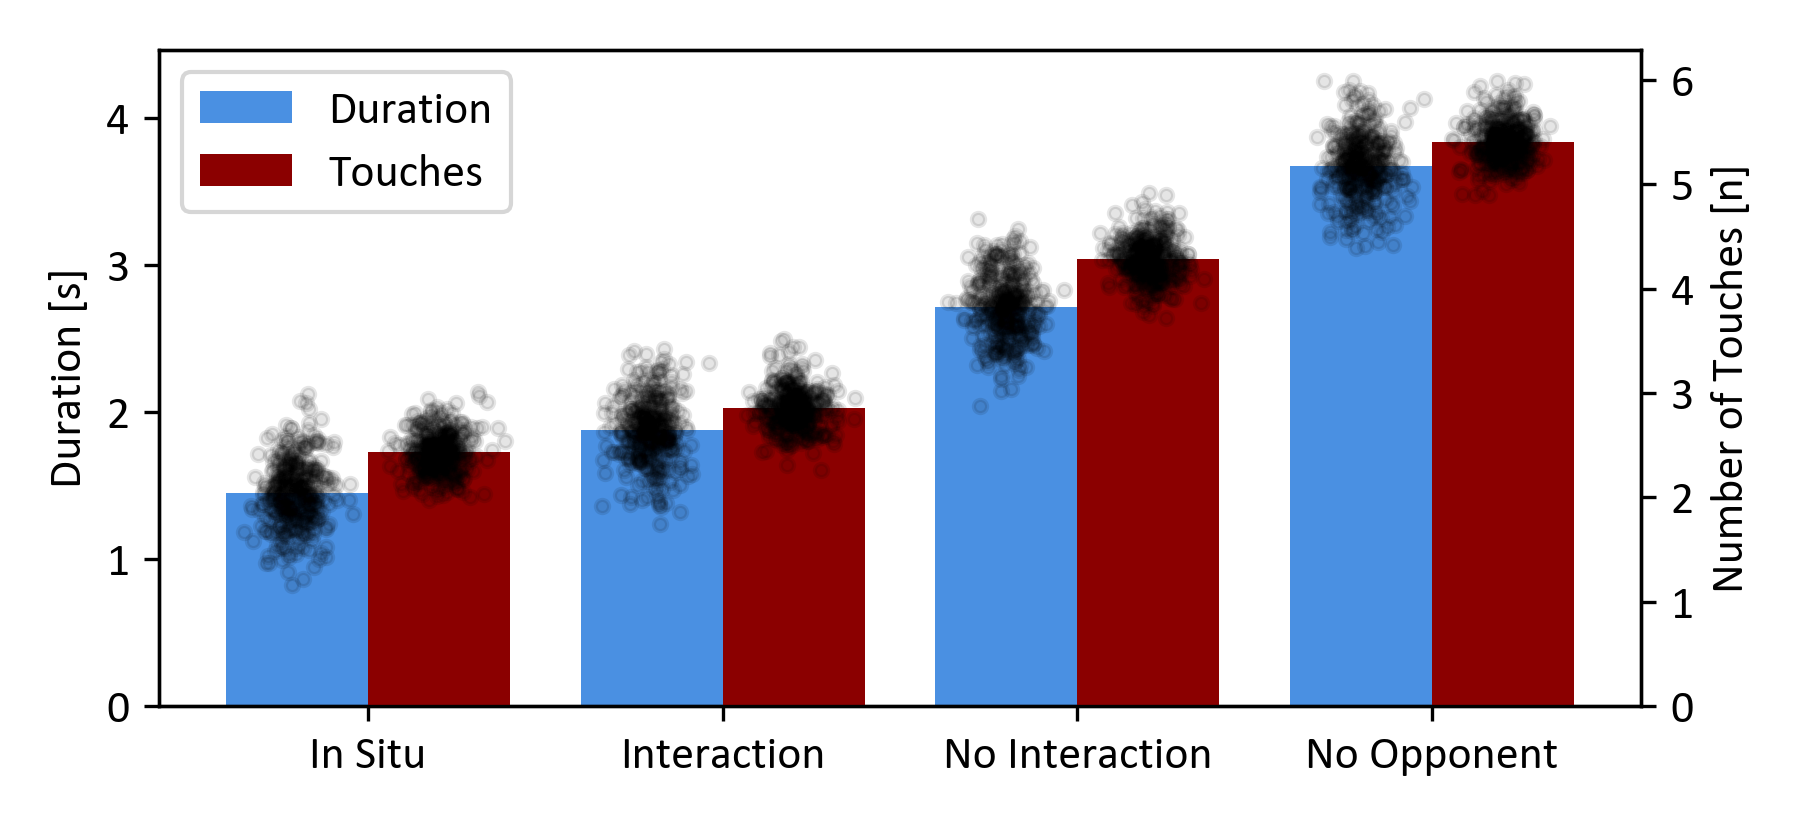 Duration
Touches
Duration [s]
4
3
2
1
0
6
5
4
3
2
1
0
Number of Touches [n]
In Situ
Interaction
No Interaction
No Opponent